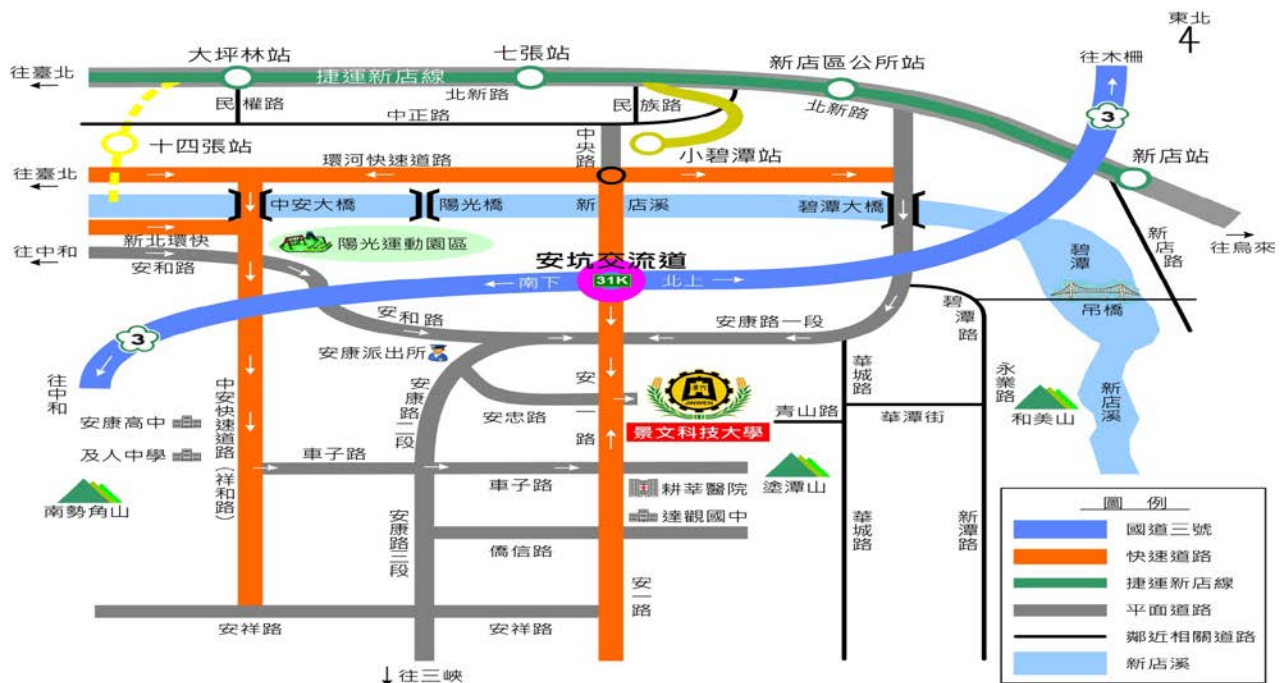 東北
4
往木柵
3
大坪林站
七張站
新店區公所站
往臺北
捷運新店線
北新路
北新路
民權路
民族路
中正路
十四張站
中央路
小碧潭站
新店站
環河快速道路
往臺北
中安大橋
陽光橋
新店溪
碧潭大橋
往烏來
新北環快
陽光運動園區
碧潭
新店路
往中和
安和路
安坑交流道
31K
南下
北上
吊橋
碧潭路
3
安和路
安康路一段
安康派出所
往中和
中安快速道路(祥和路)
安康路二段
安忠路
安一路
JINWEN
景文科技大學
華城路
青山路
華潭街
永業路
和美山
新店溪
安康高中
及人中學
車子路
車子路
南勢角山
耕莘醫院
達觀國中
塗潭山
安康路三段
僑信路
華城路
新潭路
安一路
安祥路
安祥路
往三峽
圖 例
國道三號
快速道路
捷運新店線
平面道路
鄰近相關道路
新店溪